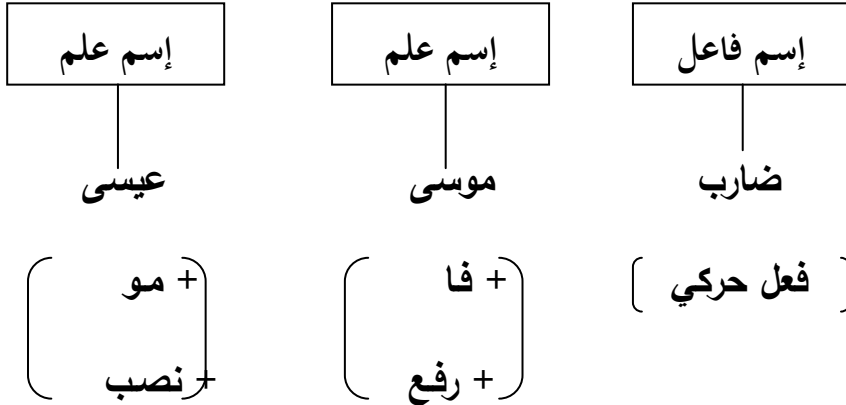 إسم فاعل إسم علم إسم علم
ضارب موسى عيسى
فعل حركي + فا + مو
+ رفع + نصب